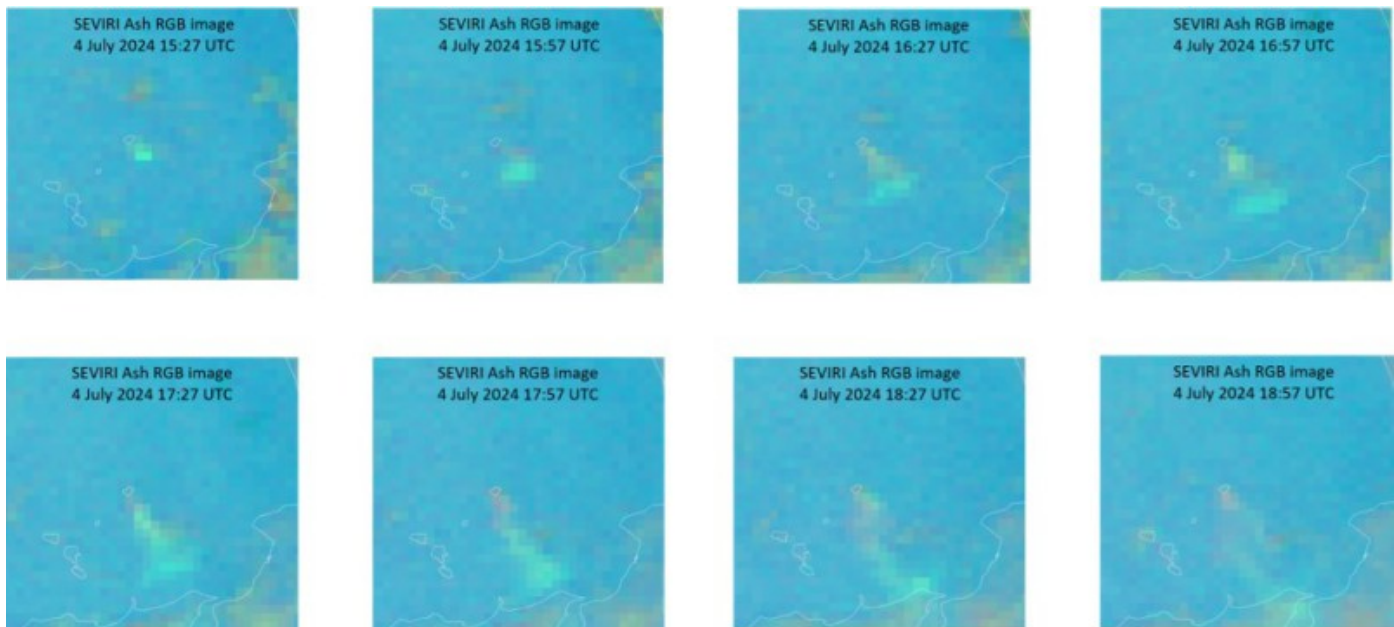 SEVIRI Ash RGB image
4 July 2024 15:27 UTC
SEVIRI Ash RGB image
4 July 2024 15:57 UTC
SEVIRI Ash RGB image
4 July 2024 16:27 UTC
SEVIRI Ash RGB image
4 July 2024 16:57 UTC
SEVIRI Ash RGB image
4 July 2024 17:27 UTC
SEVIRI Ash RGB image
4 July 2024 17:57 UTC
SEVIRI Ash RGB image
4 July 2024 18:27 UTC
SEVIRI Ash RGB image
4 July 2024 18:57 UTC